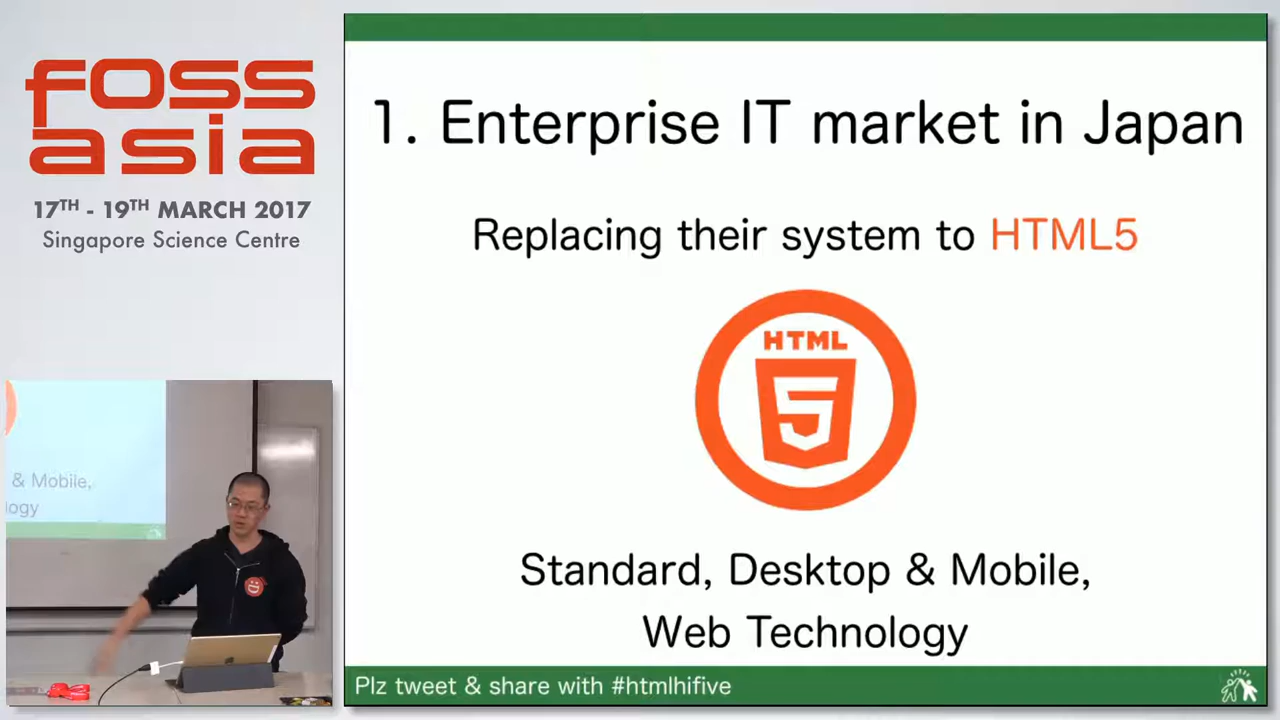 foss
asia
17TH - 19TH MARCH 2017
Singapore Science Centre
1. Enterprise IT market in Japan
Replacing their system to HTML5
HTML
5
Standard, Desktop & Mobile,
Web Technology
Plz tweet & share with #htmlhifive
& Mobile,
logy